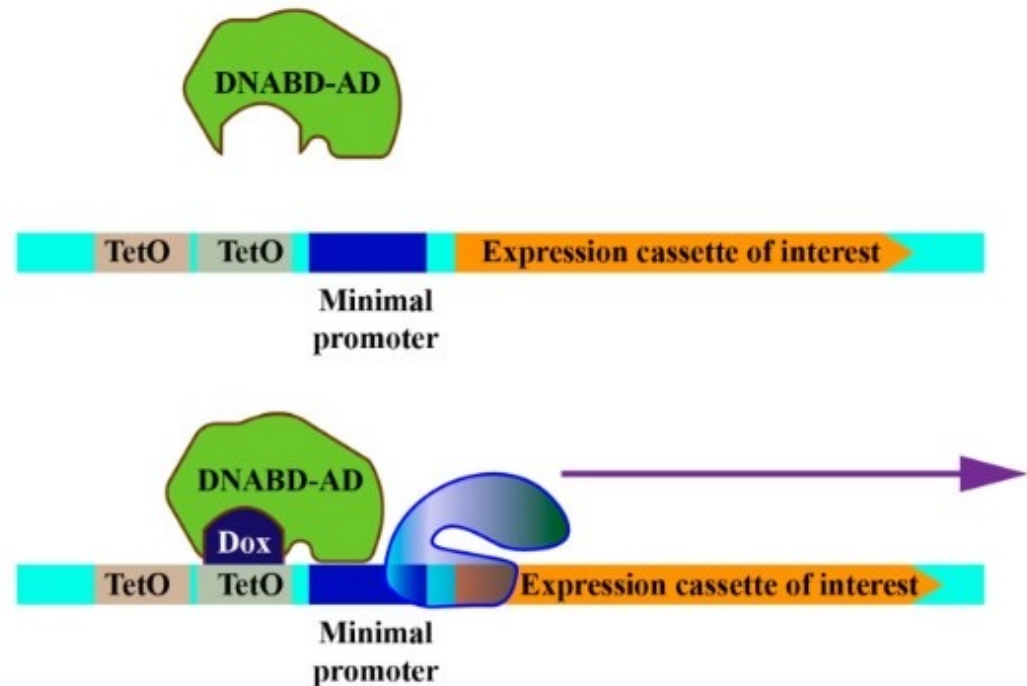 DNABD-AD
TetO TetO Expression cassette of interest
Minimal
promoter
DNABD-AD
Dox
TetO TetO Expression cassette of interest
Minimal
promoter